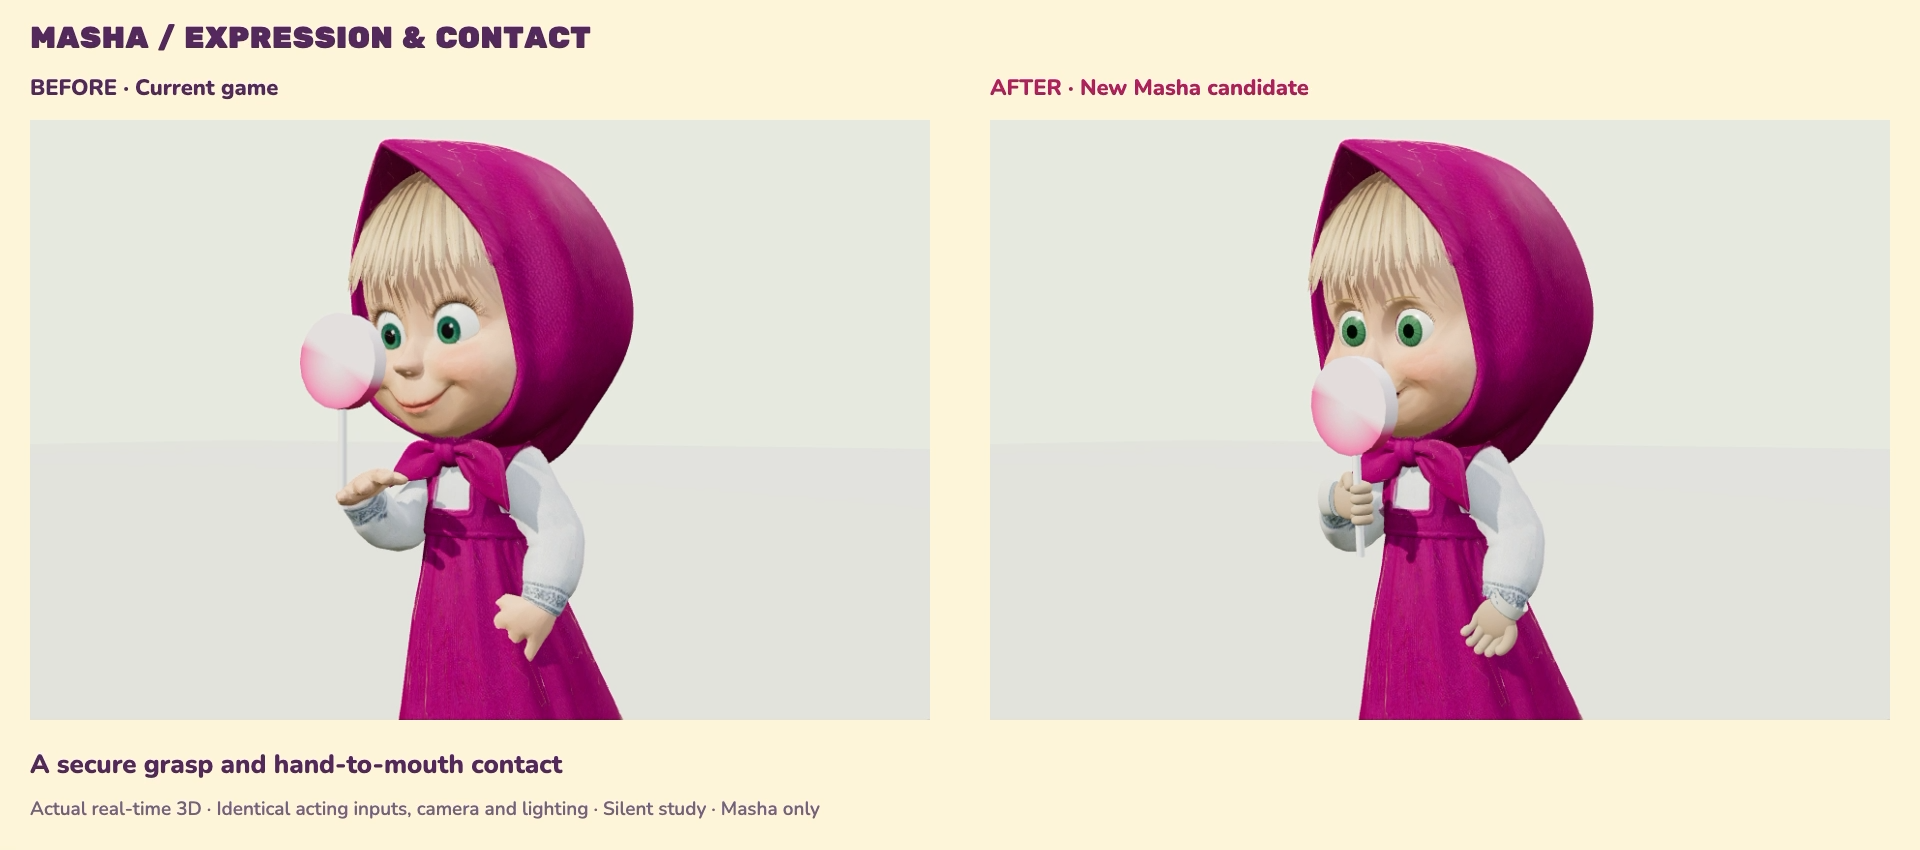 MASHA / EXPRESSION & CONTACT
BEFORE · Current game
AFTER · New Masha candidate
A secure grasp and hand-to-mouth contact
Actual real-time 3D · Identical acting inputs, camera and lighting · Silent study · Masha only